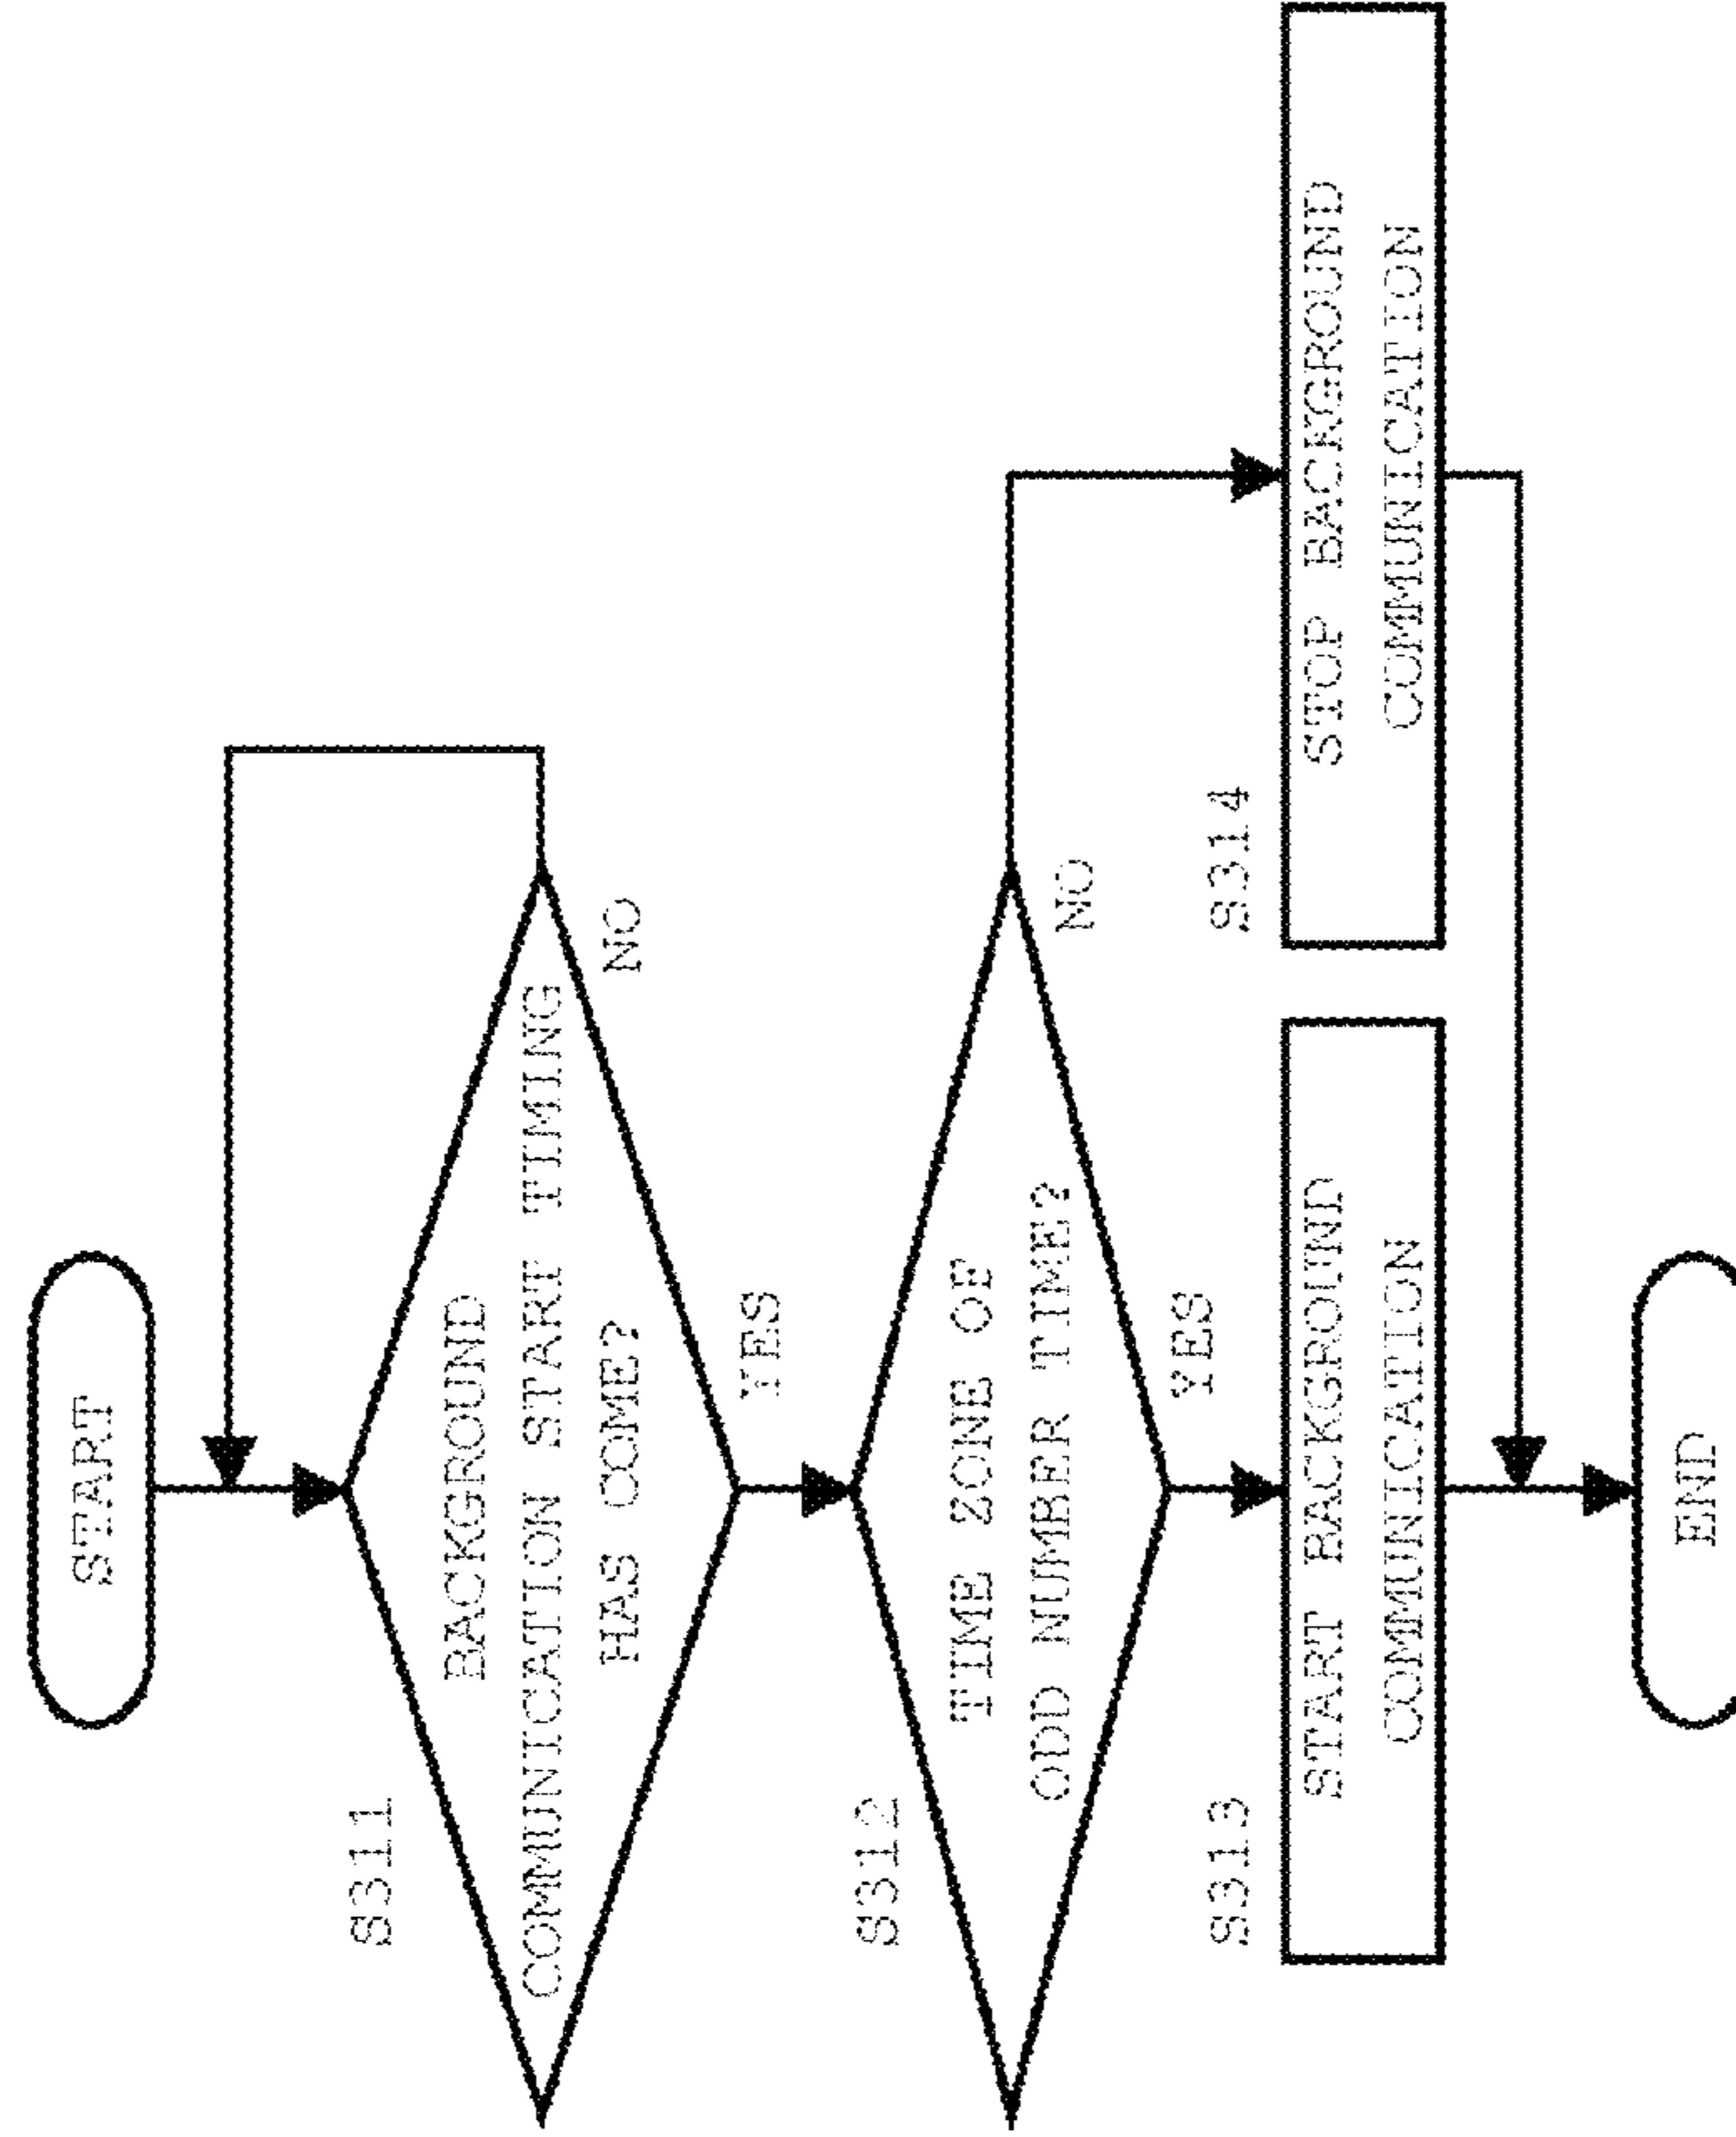 START
S311
BACKGROUND
COMMUNICATION START TIMING
HAS COME?
NO
YES
S312
TIME ZONE OF
ODD NUMBER TIME?
NO
YES
S313
START BACKGROUND
COMMUNICATION
S314
STOP BACKGROUND
COMMUNICATION
END